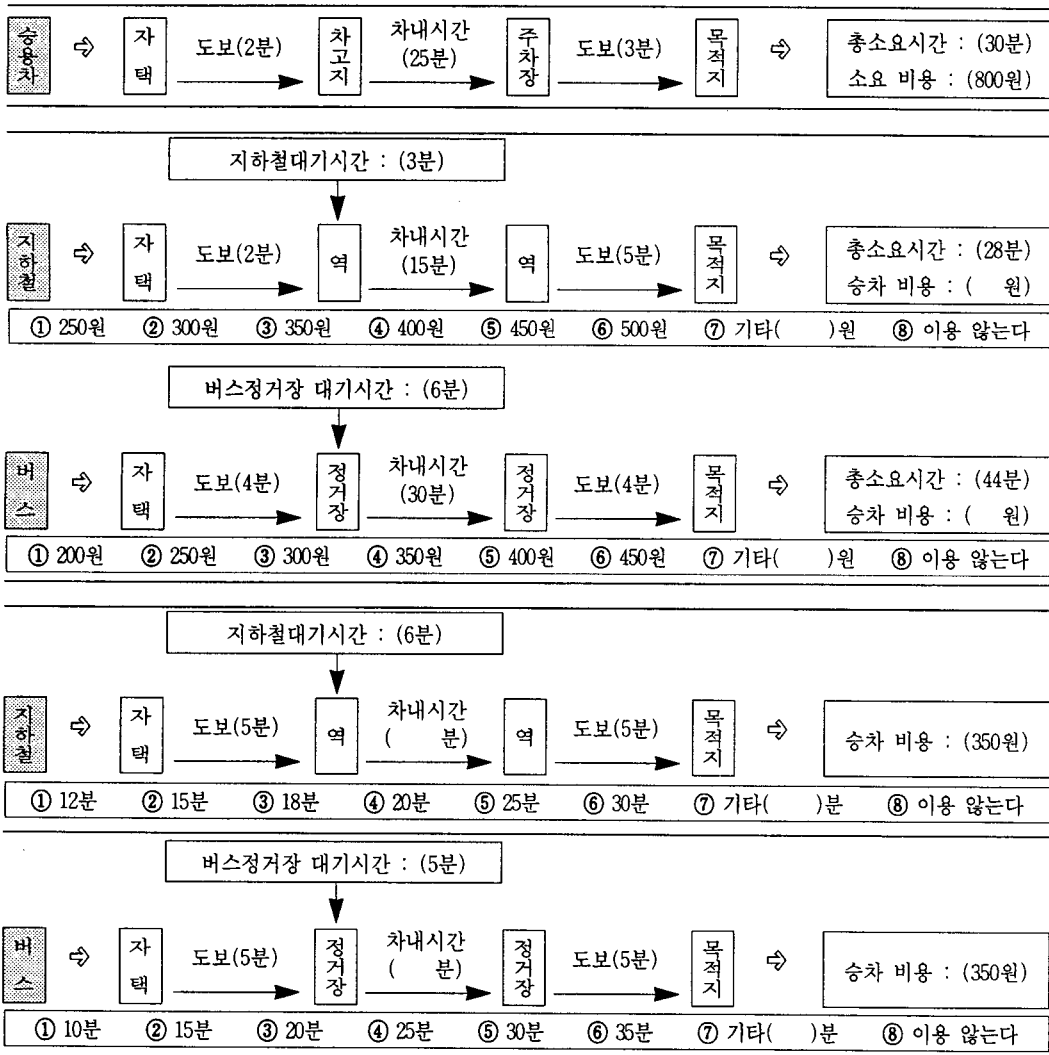 승용차 ⇨ 자택 도보(2분) 차고지 차내시간 (25분) 주차장 도보(3분) 목적지 ⇨ 총소요시간 : (30분)
소요 비용 : (800원)
지하철대기시간 : (3분)
지하철 ⇨ 자택 도보(2분) 역 차내시간 (15분) 역 도보(5분) 목적지 ⇨ 총소요시간 : (28분)
승차 비용 : ( 원)
① 250원 ② 300원 ③ 350원 ④ 400원 ⑤ 450원 ⑥ 500원 ⑦ 기타( )원 ⑧ 이용 않는다
버스정거장 대기시간 : (6분)
버스 ⇨ 자택 도보(4분) 정거장 차내시간 (30분) 정거장 도보(4분) 목적지 ⇨ 총소요시간 : (44분)
승차 비용 : ( 원)
① 200원 ② 250원 ③ 300원 ④ 350원 ⑤ 400원 ⑥ 450원 ⑦ 기타( )원 ⑧ 이용 않는다
지하철대기시간 : (6분)
지하철 ⇨ 자택 도보(5분) 역 차내시간 ( 분) 역 도보(5분) 목적지 ⇨ 승차 비용 : (350원)
① 12분 ② 15분 ③ 18분 ④ 20분 ⑤ 25분 ⑥ 30분 ⑦ 기타( )분 ⑧ 이용 않는다
버스정거장 대기시간 : (5분)
버스 ⇨ 자택 도보(5분) 정거장 차내시간 ( 분) 정거장 도보(5분) 목적지 ⇨ 승차 비용 : (350원)
① 10분 ② 15분 ③ 20분 ④ 25분 ⑤ 30분 ⑥ 35분 ⑦ 기타( )분 ⑧ 이용 않는다